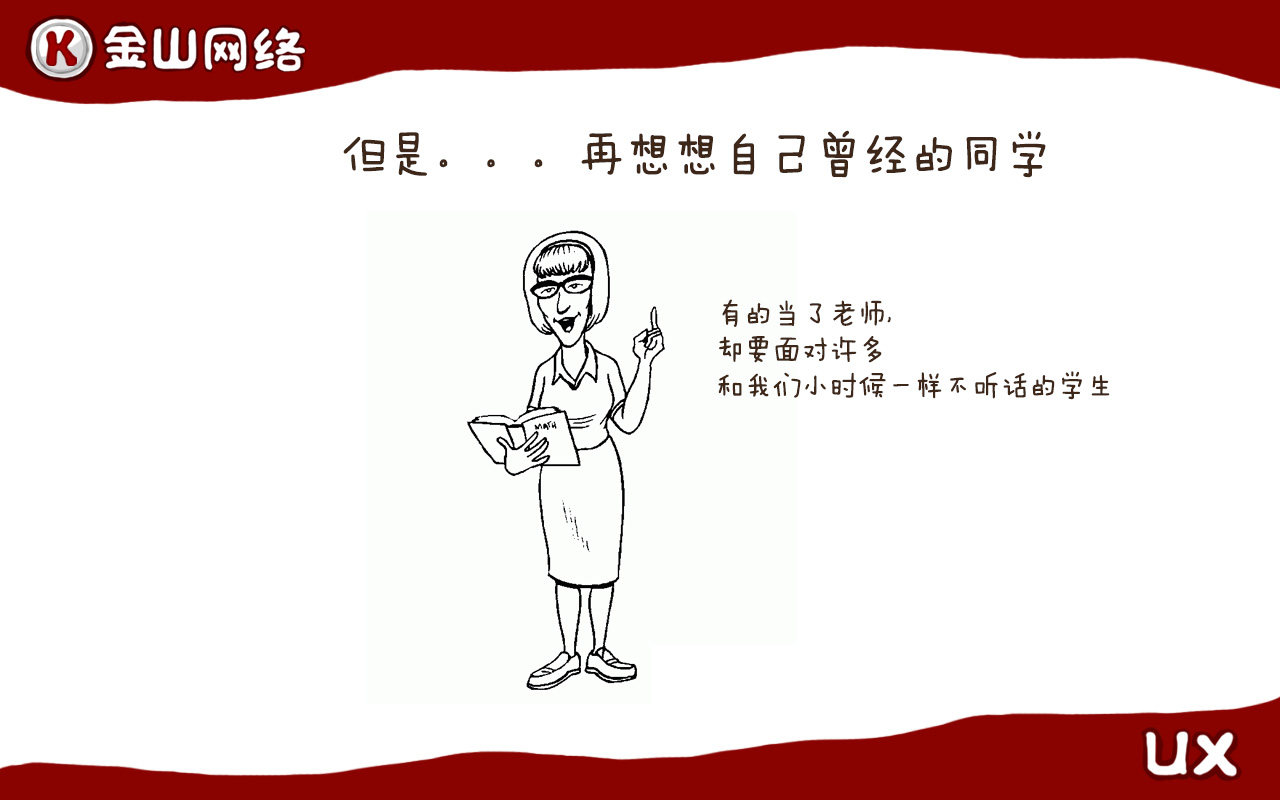 K 金山网络
但是。。。再想想自己曾经的同学
有的当了老师,
却要面对许多
和我们小时候一样不听话的学生
MATH
UX